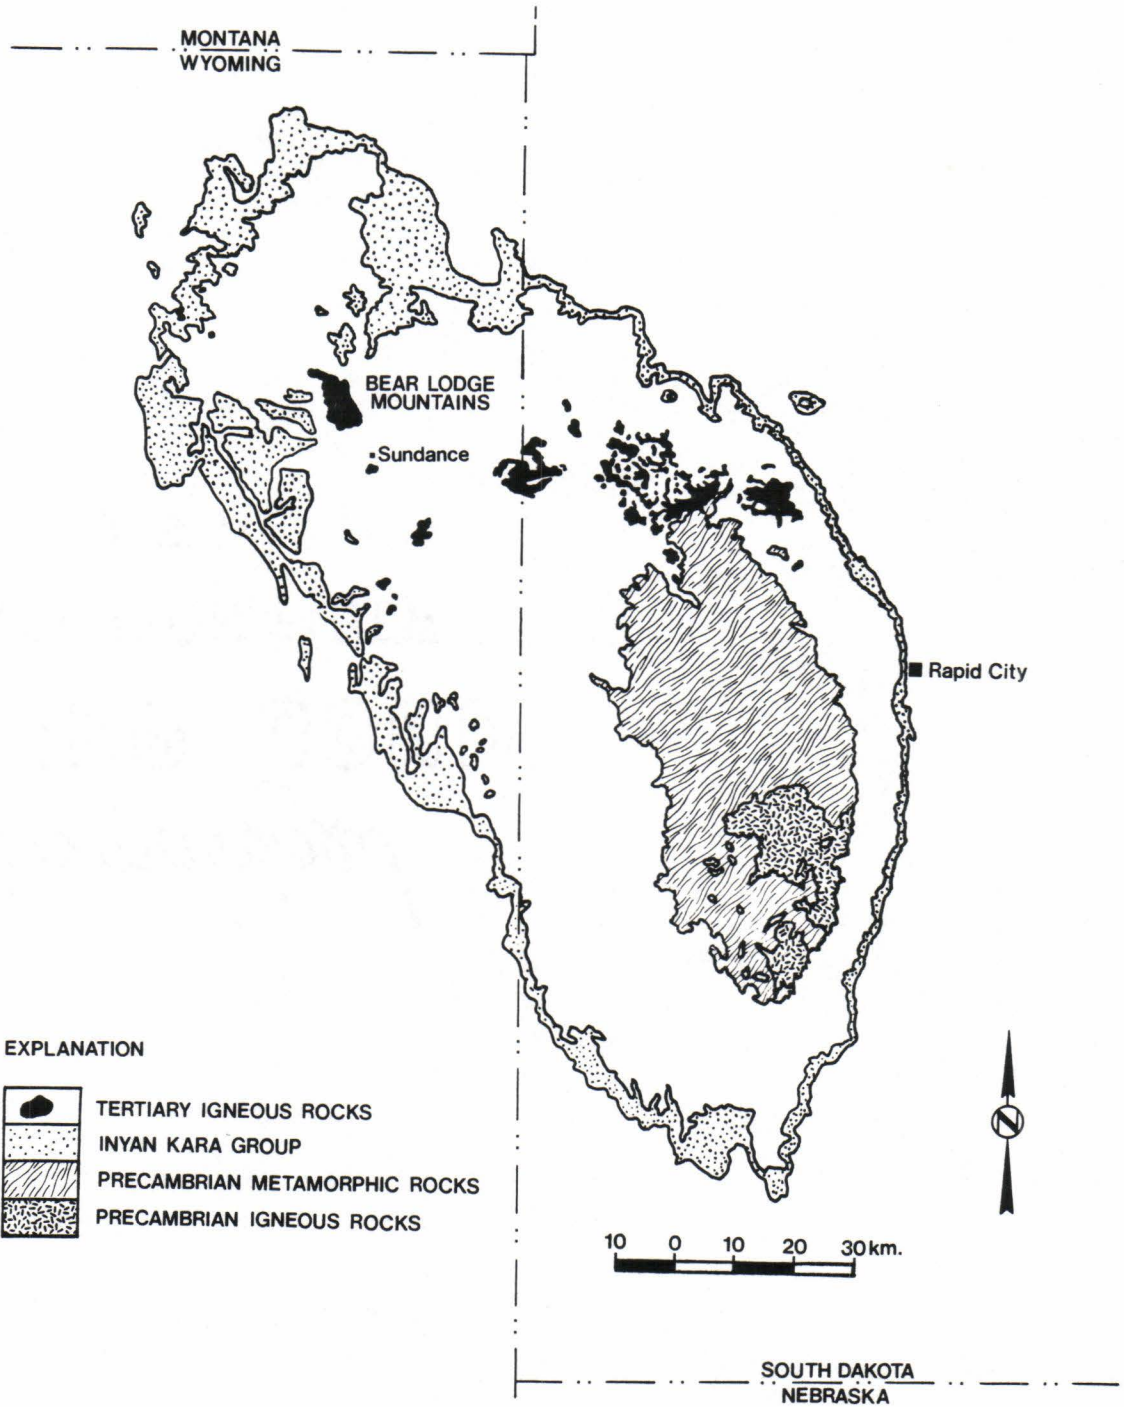 MONTANA
WYOMING
BEAR LODGE
MOUNTAINS
Sundance
Rapid City
EXPLANATION
TERTIARY IGNEOUS ROCKS
INYAN KARA GROUP
PRECAMBRIAN METAMORPHIC ROCKS
PRECAMBRIAN IGNEOUS ROCKS
N
10 0 10 20 30 km.
SOUTH DAKOTA
NEBRASKA